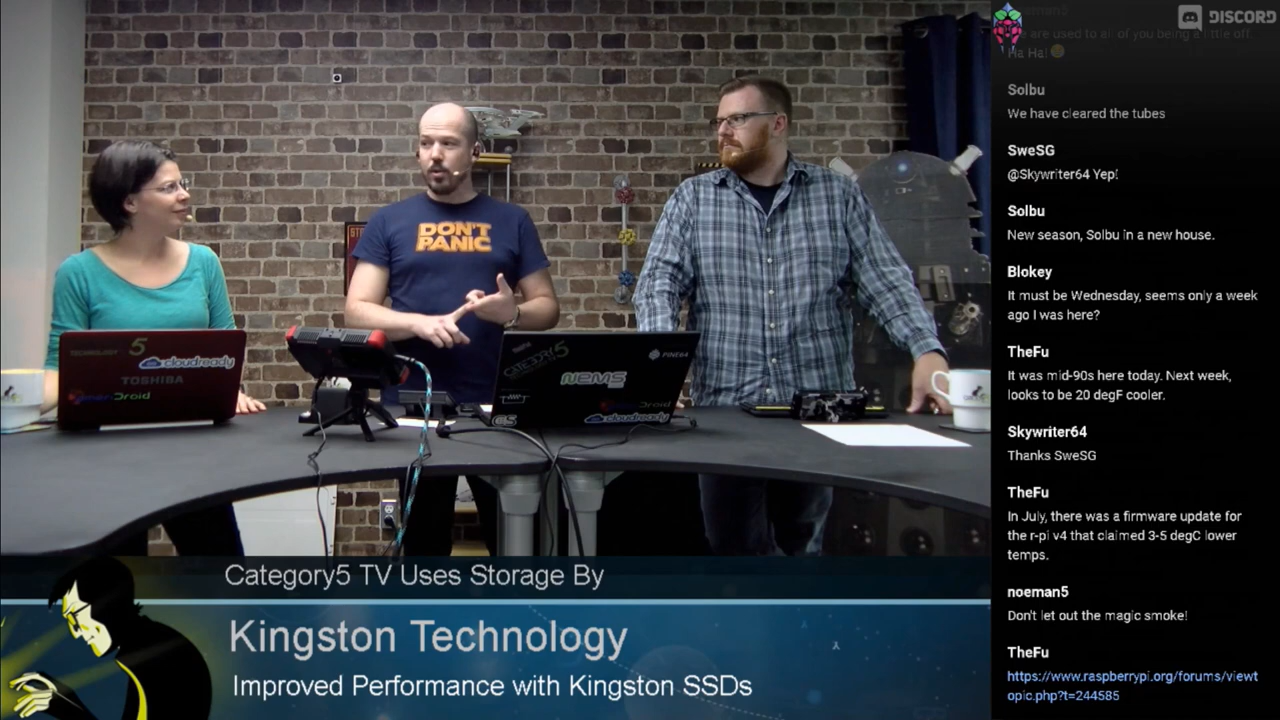 DISCORD
are used to all of you being a little off.
Ha Ha!
Solbu
We have cleared the tubes
SweSG
@Skywriter64 Yep!
Solbu
New season, Solbu in a new house.
Blokey
It must be Wednesday, seems only a week
ago I was here?
TheFu
It was mid-90s here today. Next week,
looks to be 20 degF cooler.
Skywriter64
Thanks SweSG
TheFu
In July, there was a firmware update for
the r-pi v4 that claimed 3-5 degC lower
temps.
noeman5
Don't let out the magic smoke!
TheFu
https://www.raspberrypi.org/forums/viewt
opic.php?t=244585
DON'T
PANIC
TECHNOLOGY 5
cloudready
TOSHIBA
CATEGORY5
PINE64
NEMS
C5
cloudready
Category5 TV Uses Storage By
Kingston Technology
Improved Performance with Kingston SSDs